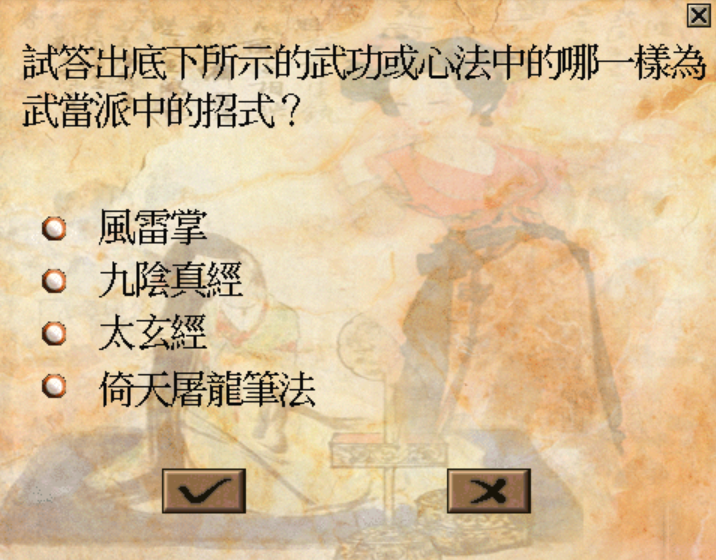 試答出底下所示的武功或心法中的哪一樣為
武當派中的招式？
風雷掌
九陰真經
太玄經
倚天屠龍筆法